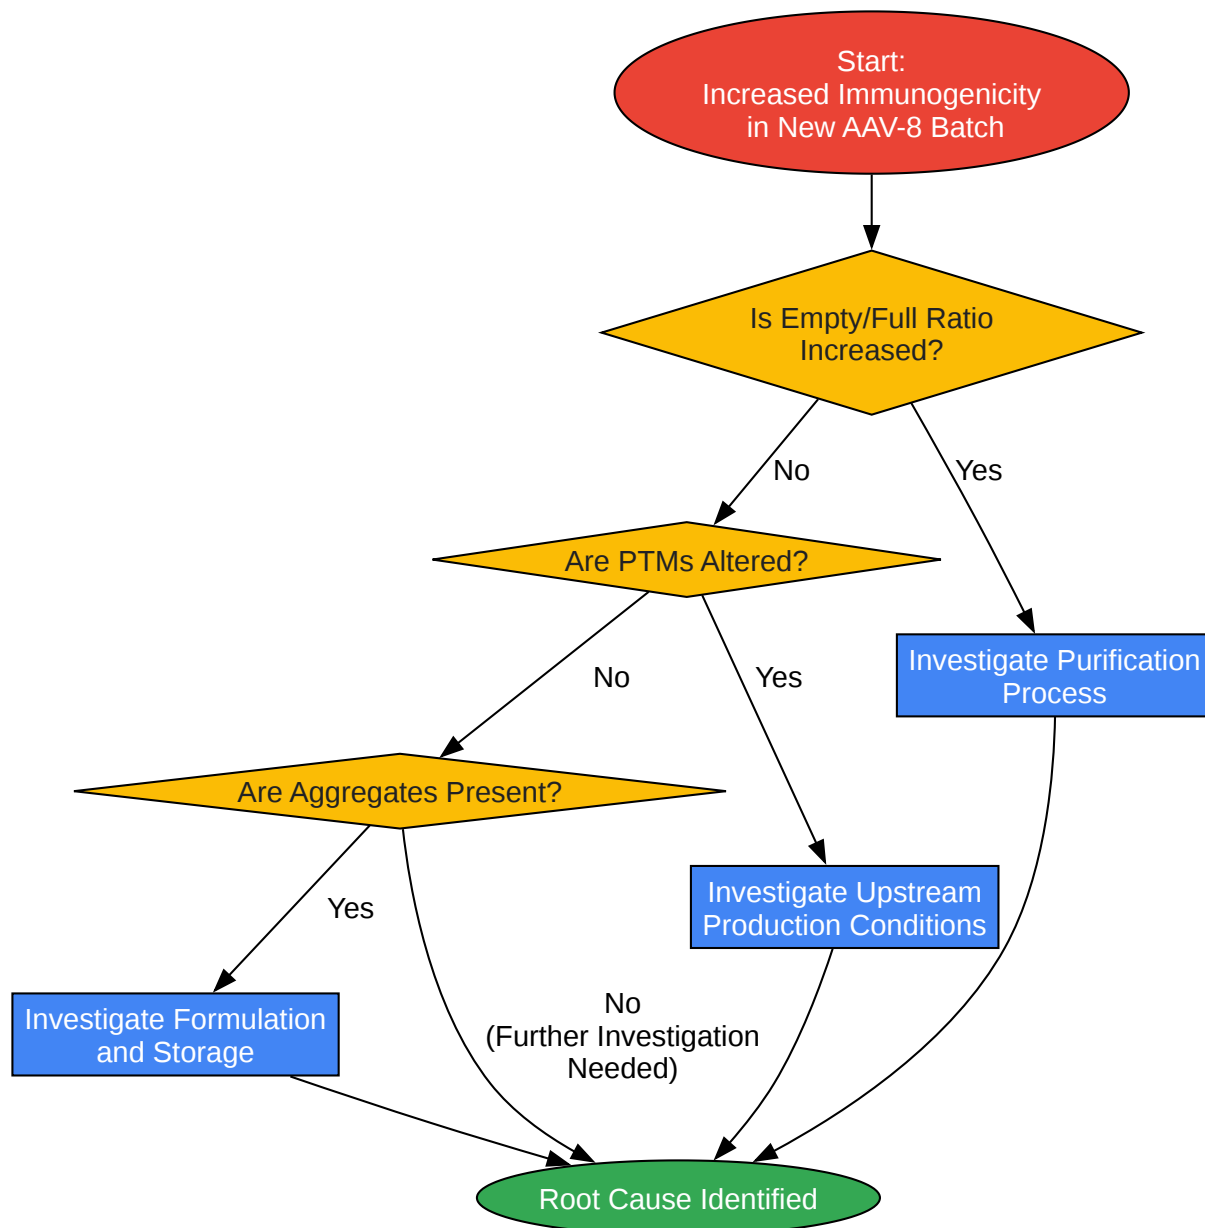 Start:
Increased Immunogenicity
in New AAV-8 Batch
Is Empty/Full Ratio
Increased?
No
Yes
Are PTMs Altered?
Investigate Purification
Process
No
Yes
Are Aggregates Present?
Investigate Upstream
Production Conditions
Yes
No
(Further Investigation
Needed)
Investigate Formulation
and Storage
Root Cause Identified